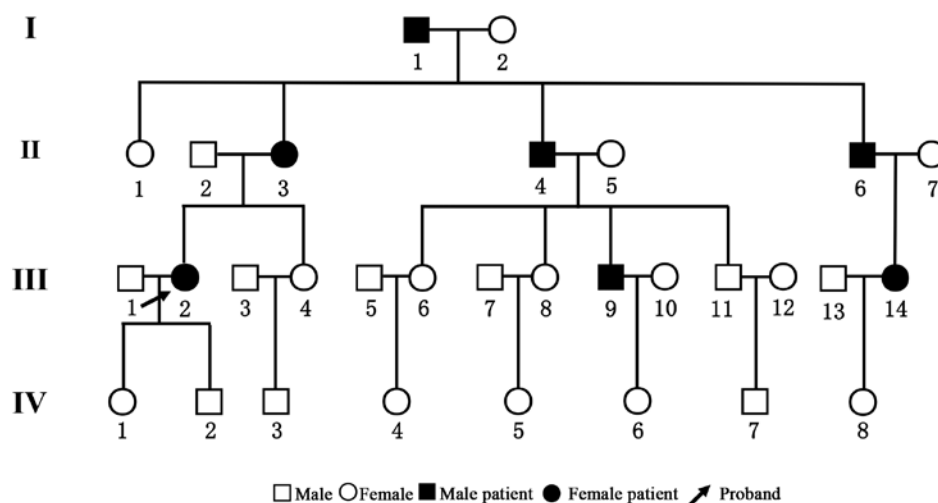 I
1 2
II
1 2 3 4 5 6 7
III
1 2 3 4 5 6 7 8 9 10 11 12 13 14
IV
1 2 3 4 5 6 7 8
Male Female Male patient Female patient Proband